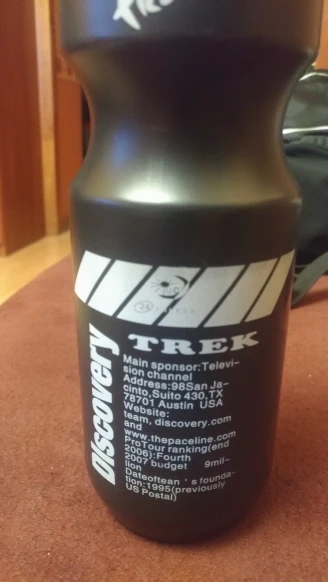 24
TREK
Discovery
Main sponsor:Televi-
sion channel
Address:98San Ja-
cinto,Suito 430,TX
78701 Austin USA
Website:
team, discovery.com
and
www.thepaceline.com
ProTour ranking(end
2006):Fourth
2007 budget 9mil-
lion
Dateoftean ' s founda-
tion:1995(previously
US Postal)